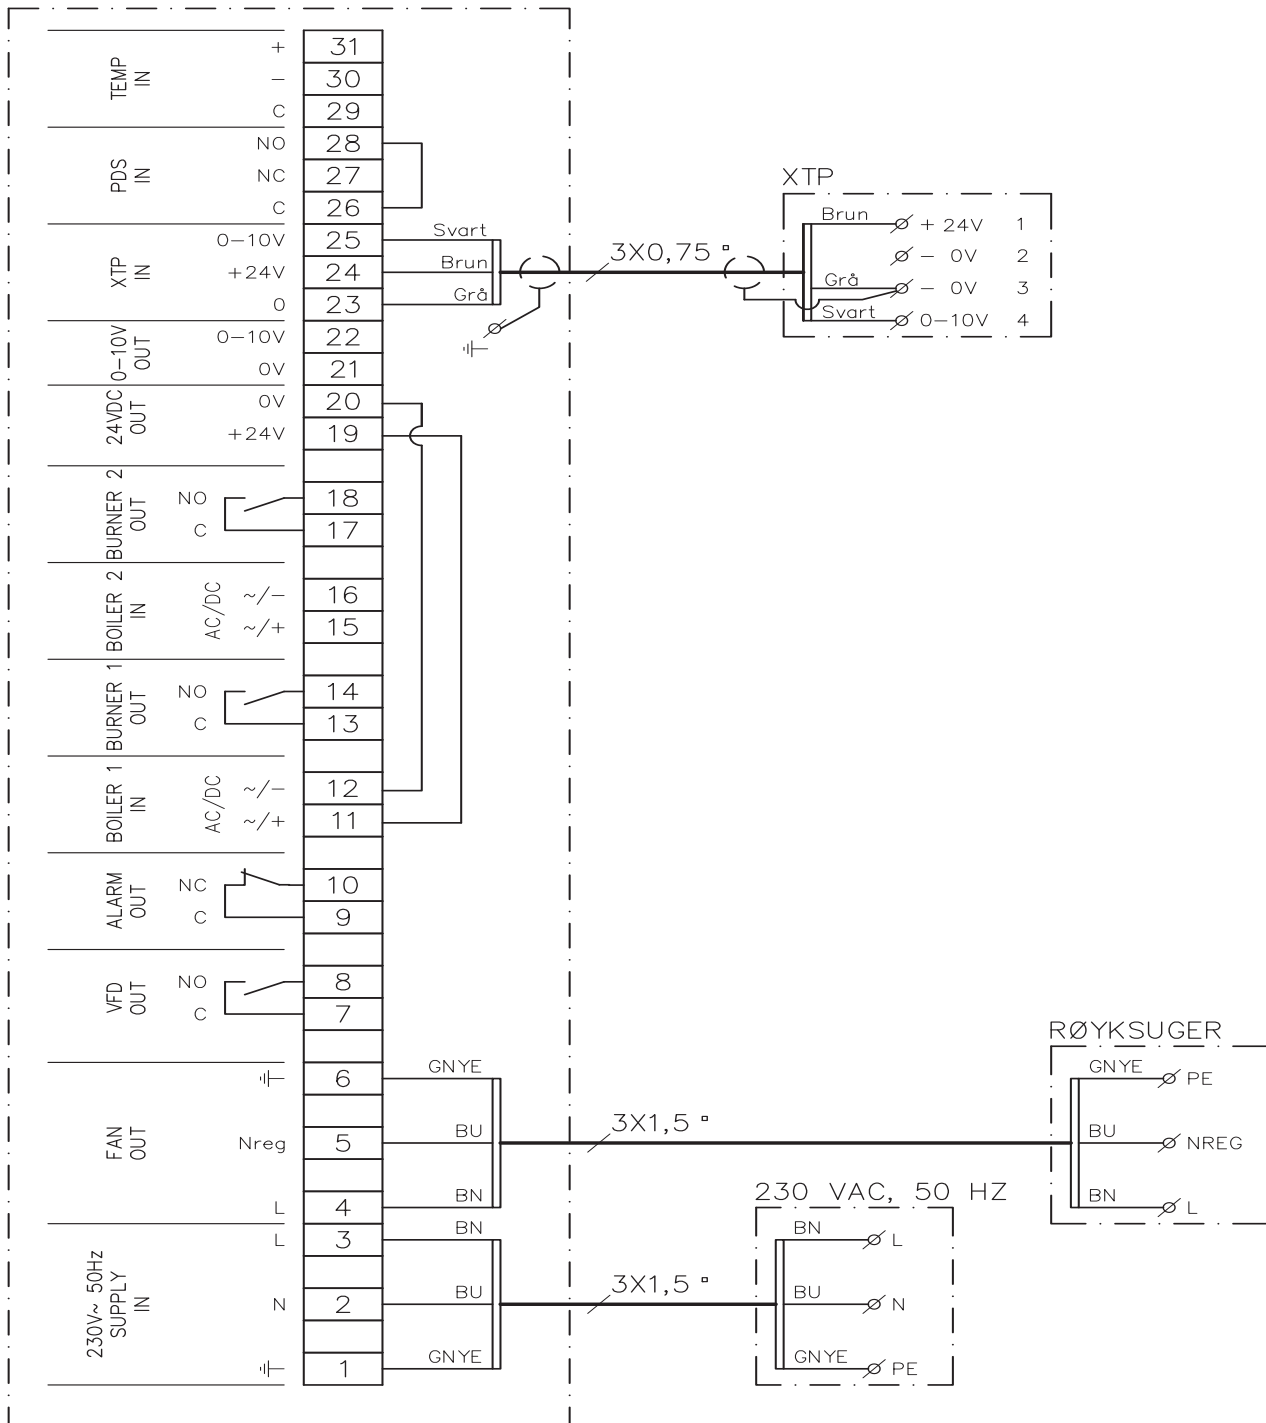 + 31
TEMP IN
− 30
C 29
NO 28
PDS IN
NC 27
C 26
0−10V 25 Svart
XTP IN
+24V 24 Brun
0 23 Grå
3X0,75
XTP
Brun + 24V 1
− 0V 2
Grå − 0V 3
Svart 0−10V 4
0−10V OUT
0−10V 22
0V 21
24VDC OUT
0V 20
+24V 19
BURNER 2 OUT
NO 18
C 17
BOILER 2 IN
AC/DC
~/− 16
~/+ 15
BURNER 1 OUT
NO 14
C 13
BOILER 1 IN
AC/DC
~/− 12
~/+ 11
ALARM OUT
NC 10
C 9
VFD OUT
NO 8
C 7
FAN OUT
6 GNYE
Nreg 5 BU
L 4 BN
3X1,5
RØYKSUGER
GNYE PE
BU NREG
BN L
230V~ 50Hz SUPPLY IN
L 3 BN
N 2 BU
1 GNYE
3X1,5
230 VAC, 50 HZ
BN L
BU N
GNYE PE